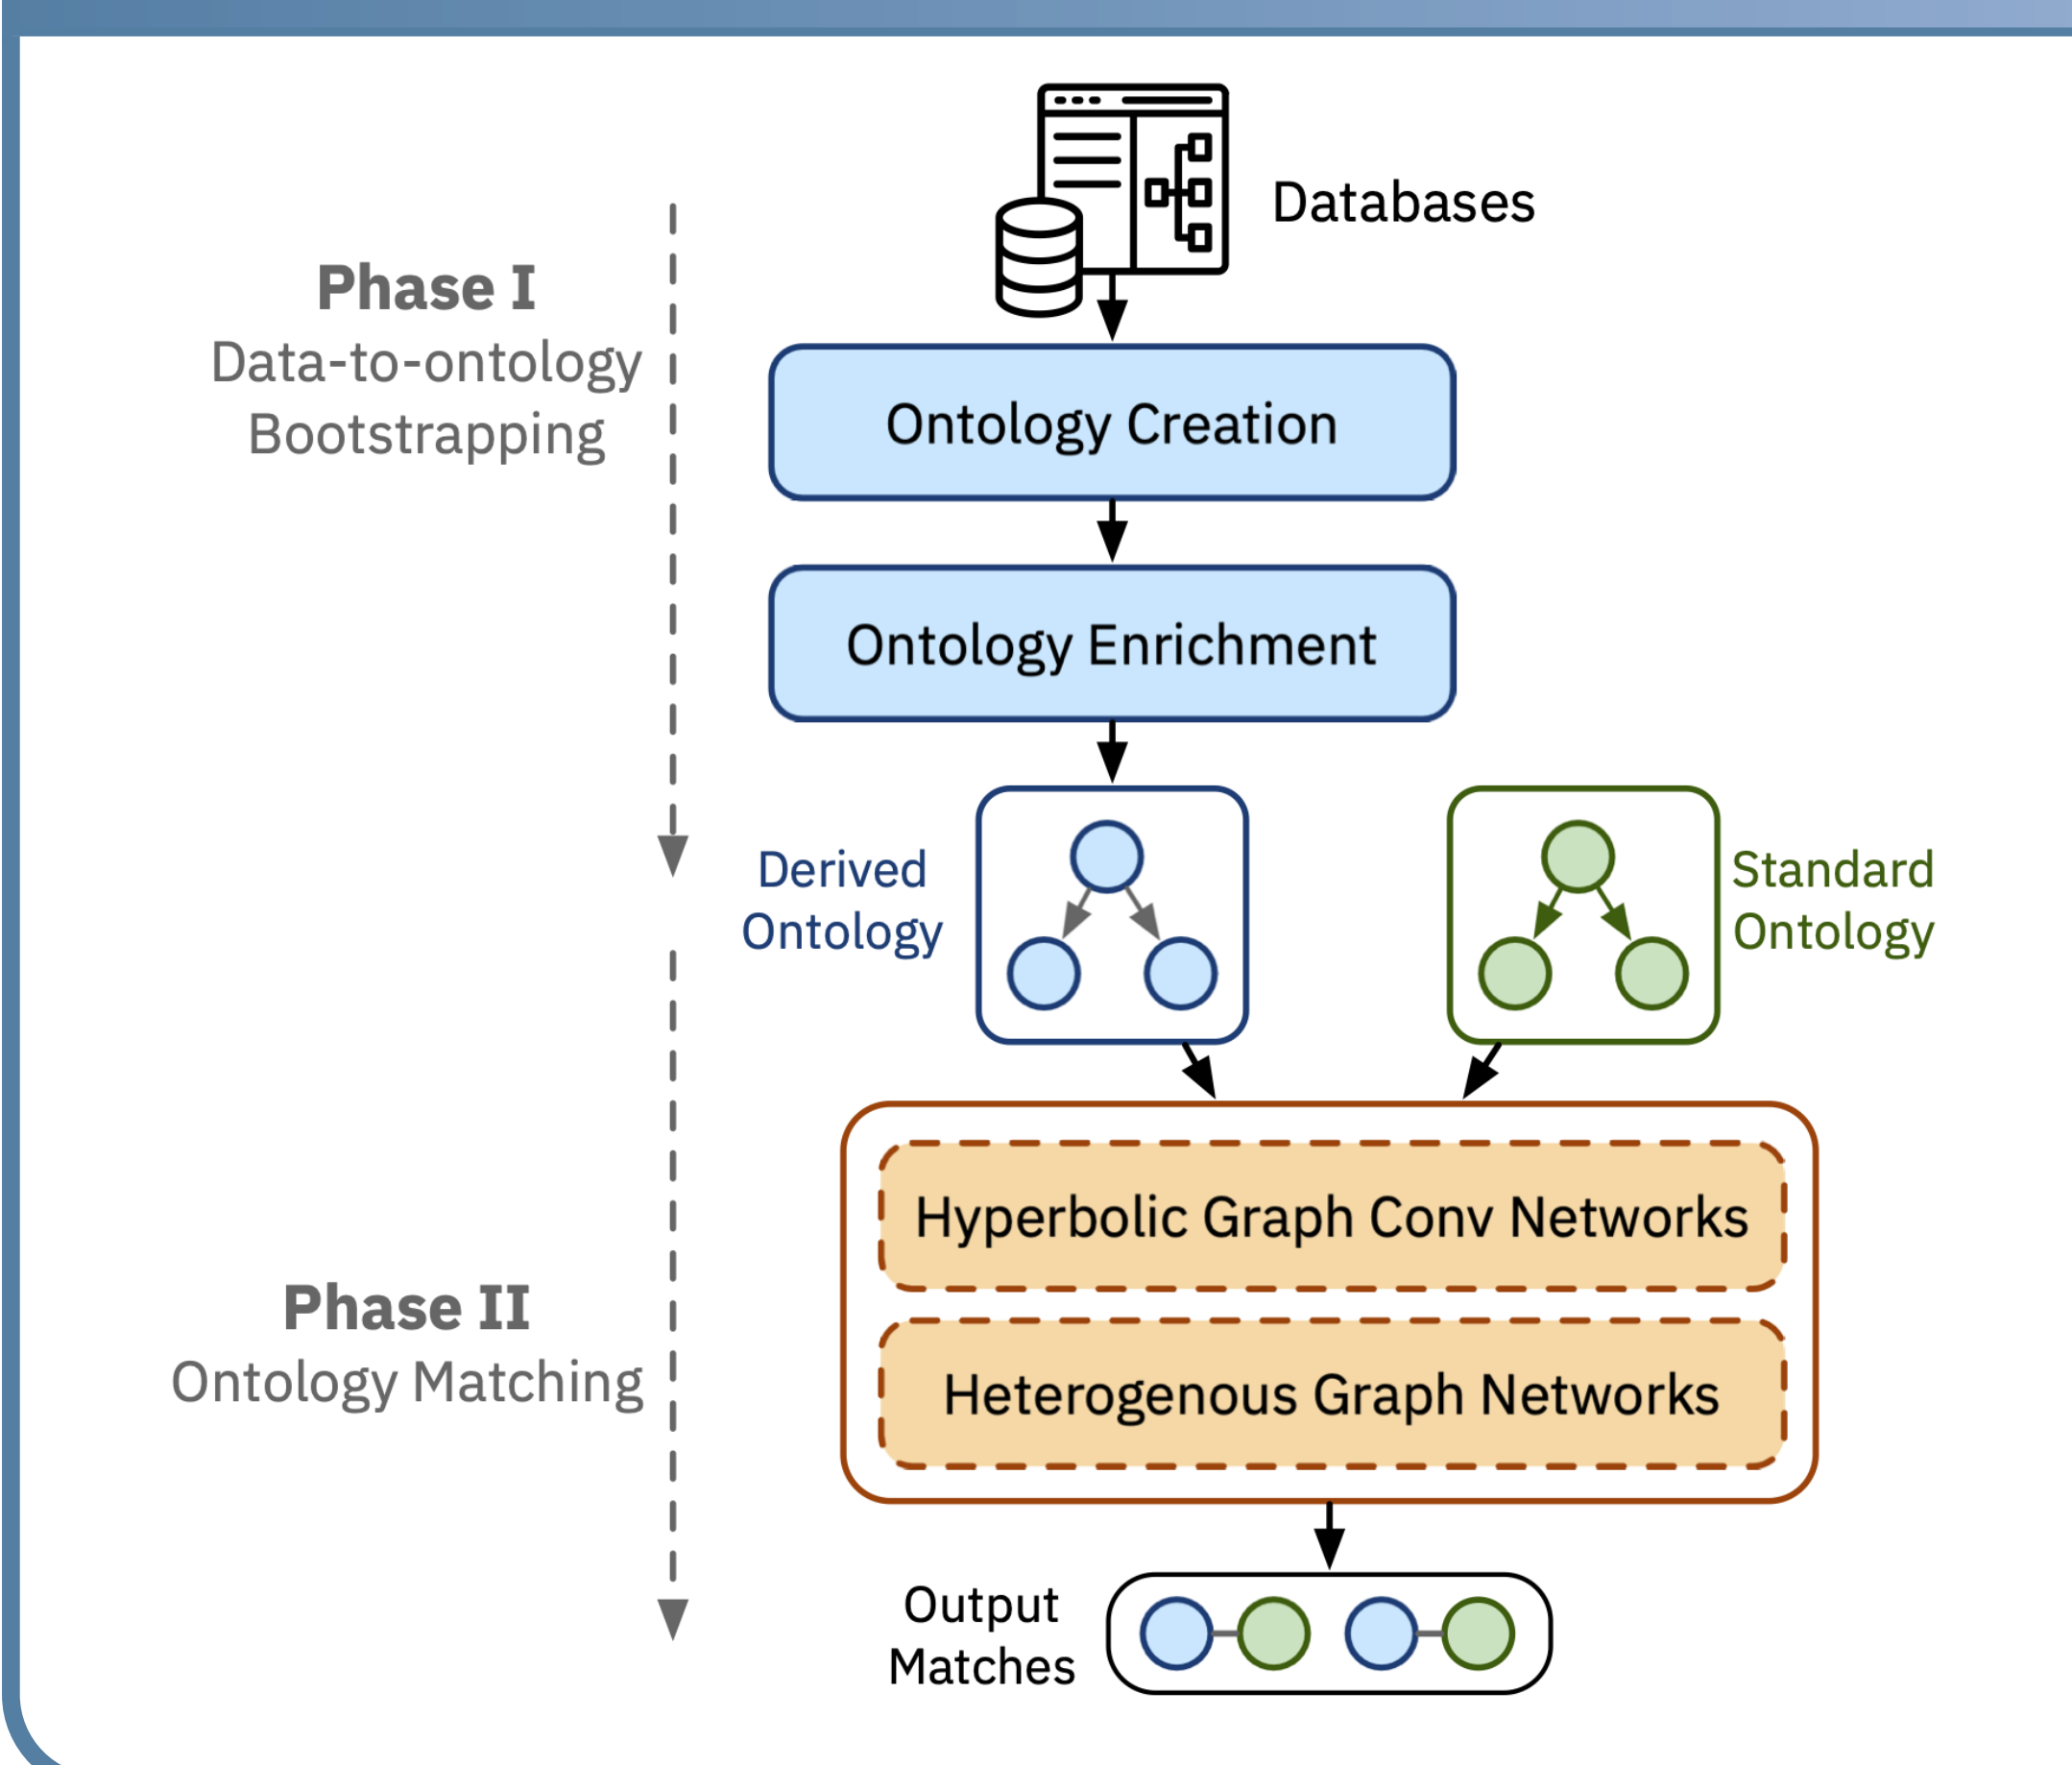 Databases
Phase I
Data-to-ontology
Bootstrapping
Ontology Creation
Ontology Enrichment
Derived
Ontology
Standard
Ontology
Hyperbolic Graph Conv Networks
Heterogenous Graph Networks
Phase II
Ontology Matching
Output
Matches